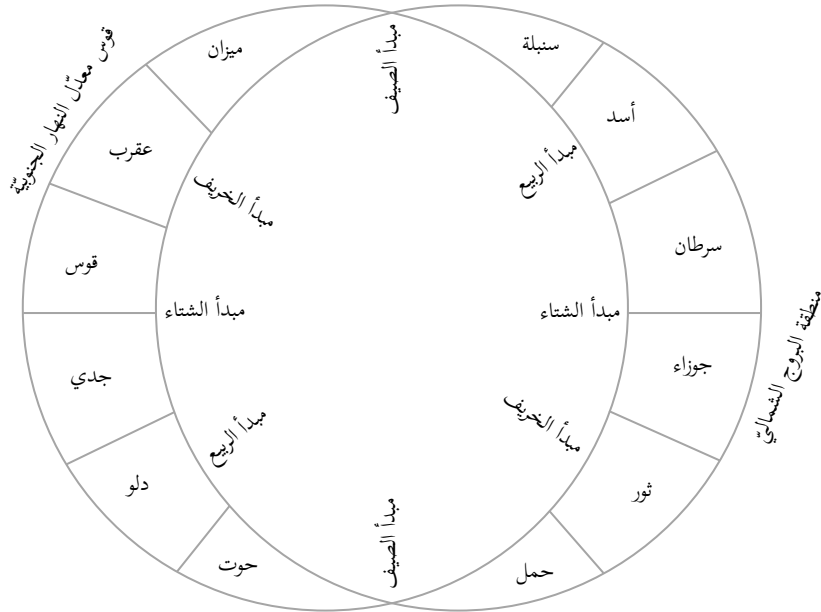 مبدأ الصيف
سنبلة
ميزان
أسد
عقرب
قوس معدّل النهار الجنوبيّة
مبدأ الربيع
مبدأ الخريف
سرطان
قوس
مبدأ الشتاء
مبدأ الشتاء
منطقة البروج الشماليّ
جوزاء
جدي
مبدأ الخريف
مبدأ الربيع
ثور
دلو
مبدأ الصيف
حمل
حوت